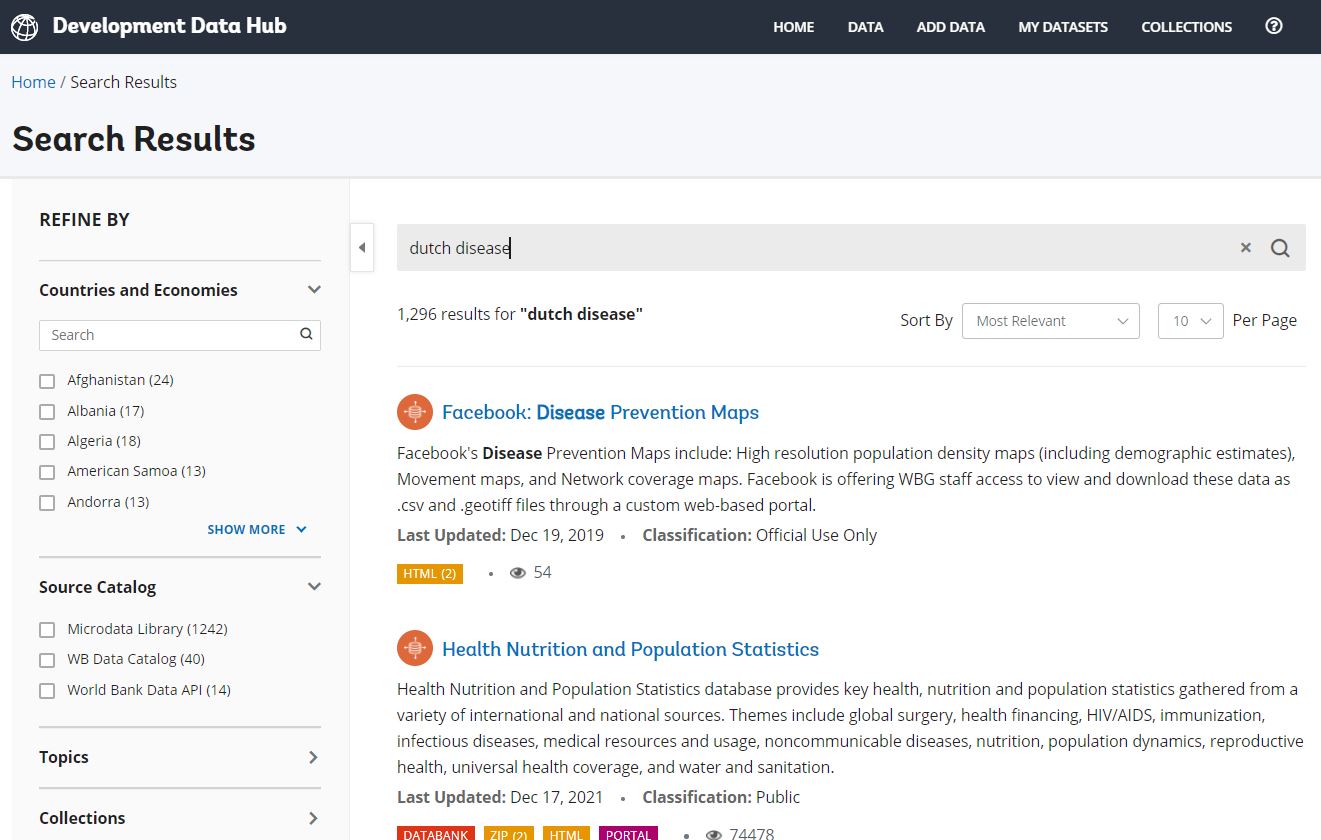 Development Data Hub
HOME DATA ADD DATA MY DATASETS COLLECTIONS ?
Home / Search Results
Search Results
REFINE BY
Countries and Economies
Search
Afghanistan (24)
Albania (17)
Algeria (18)
American Samoa (13)
Andorra (13)
SHOW MORE
Source Catalog
Microdata Library (1242)
WB Data Catalog (40)
World Bank Data API (14)
Topics
Collections
dutch disease
1,296 results for "dutch disease"
Sort By Most Relevant 10 Per Page
Facebook: Disease Prevention Maps
Facebook's Disease Prevention Maps include: High resolution population density maps (including demographic estimates),
Movement maps, and Network coverage maps. Facebook is offering WBG staff access to view and download these data as
.csv and .geotiff files through a custom web-based portal.
Last Updated: Dec 19, 2019 • Classification: Official Use Only
HTML (2) • 54
Health Nutrition and Population Statistics
Health Nutrition and Population Statistics database provides key health, nutrition and population statistics gathered from a
variety of international and national sources. Themes include global surgery, health financing, HIV/AIDS, immunization,
infectious diseases, medical resources and usage, noncommunicable diseases, nutrition, population dynamics, reproductive
health, universal health coverage, and water and sanitation.
Last Updated: Dec 17, 2021 • Classification: Public
DATABANK ZIP (2) HTML PORTAL • 74478